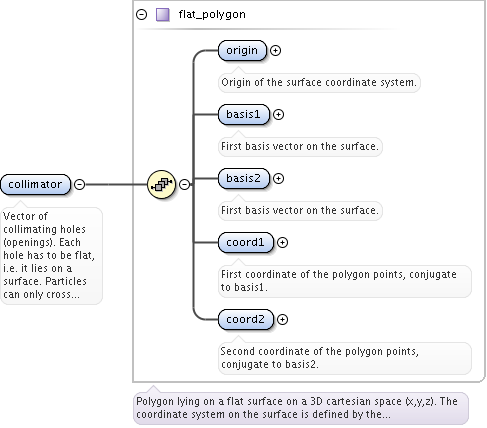 flat_polygon
origin
Origin of the surface coordinate system.
basis1
First basis vector on the surface.
basis2
First basis vector on the surface.
collimator
Vector of
collimating holes
(openings). Each
hole has to be flat,
i.e. it lies on a
surface. Particles
can only cross...
coord1
First coordinate of the polygon points, conjugate
to basis1.
coord2
Second coordinate of the polygon points,
conjugate to basis2.
Polygon lying on a flat surface on a 3D cartesian space (x,y,z). The
coordinate system on the surface is defined by the...